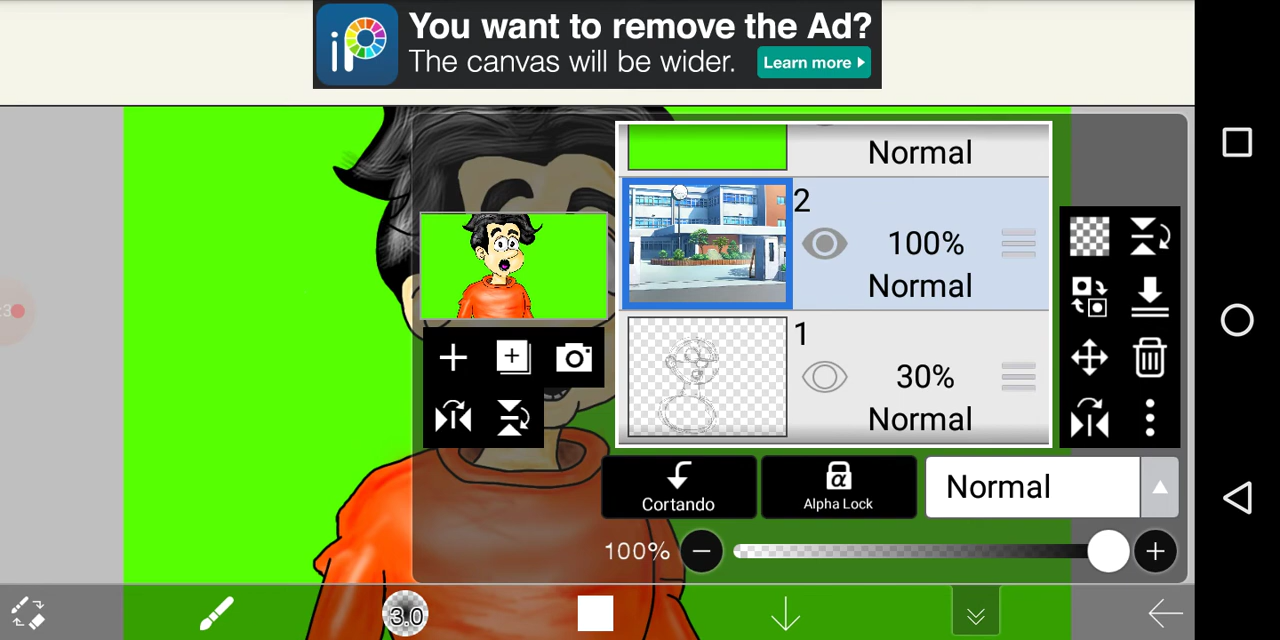 iP
You want to remove the Ad?
The canvas will be wider.
Learn more
Normal
2
100%
Normal
1
30%
Normal
Cortando
α
Alpha Lock
Normal
100%
3.0